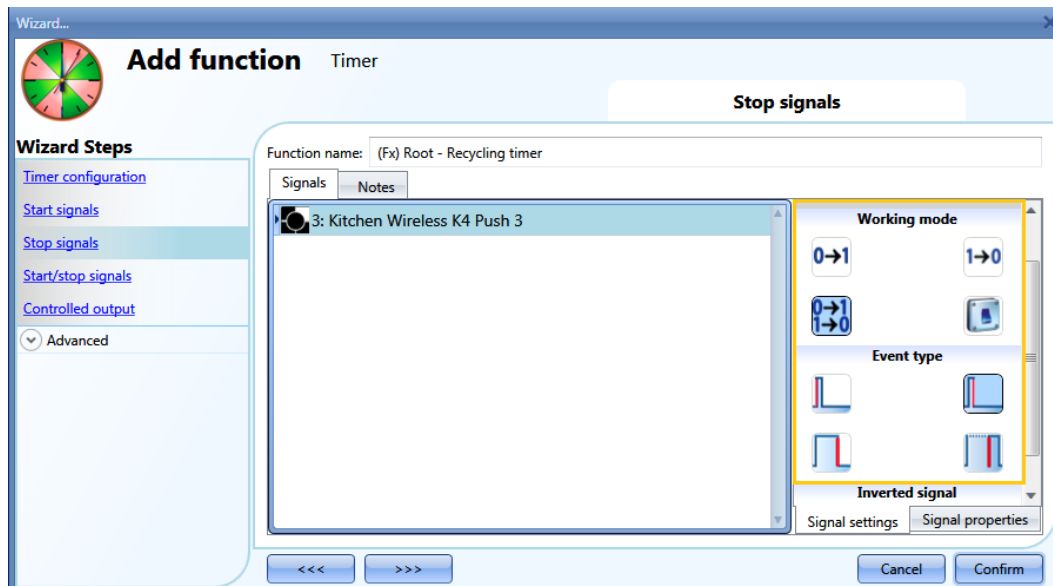 Wizard...
Add function Timer
Stop signals
Wizard Steps
Timer configuration
Start signals
Stop signals
Start/stop signals
Controlled output
Advanced
Function name: (Fx) Root - Recycling timer
Signals Notes
3: Kitchen Wireless K4 Push 3
Working mode
0→1 1→0
0→1
1→0
Event type
Inverted signal
Signal settings Signal properties
<<< >>> Cancel Confirm